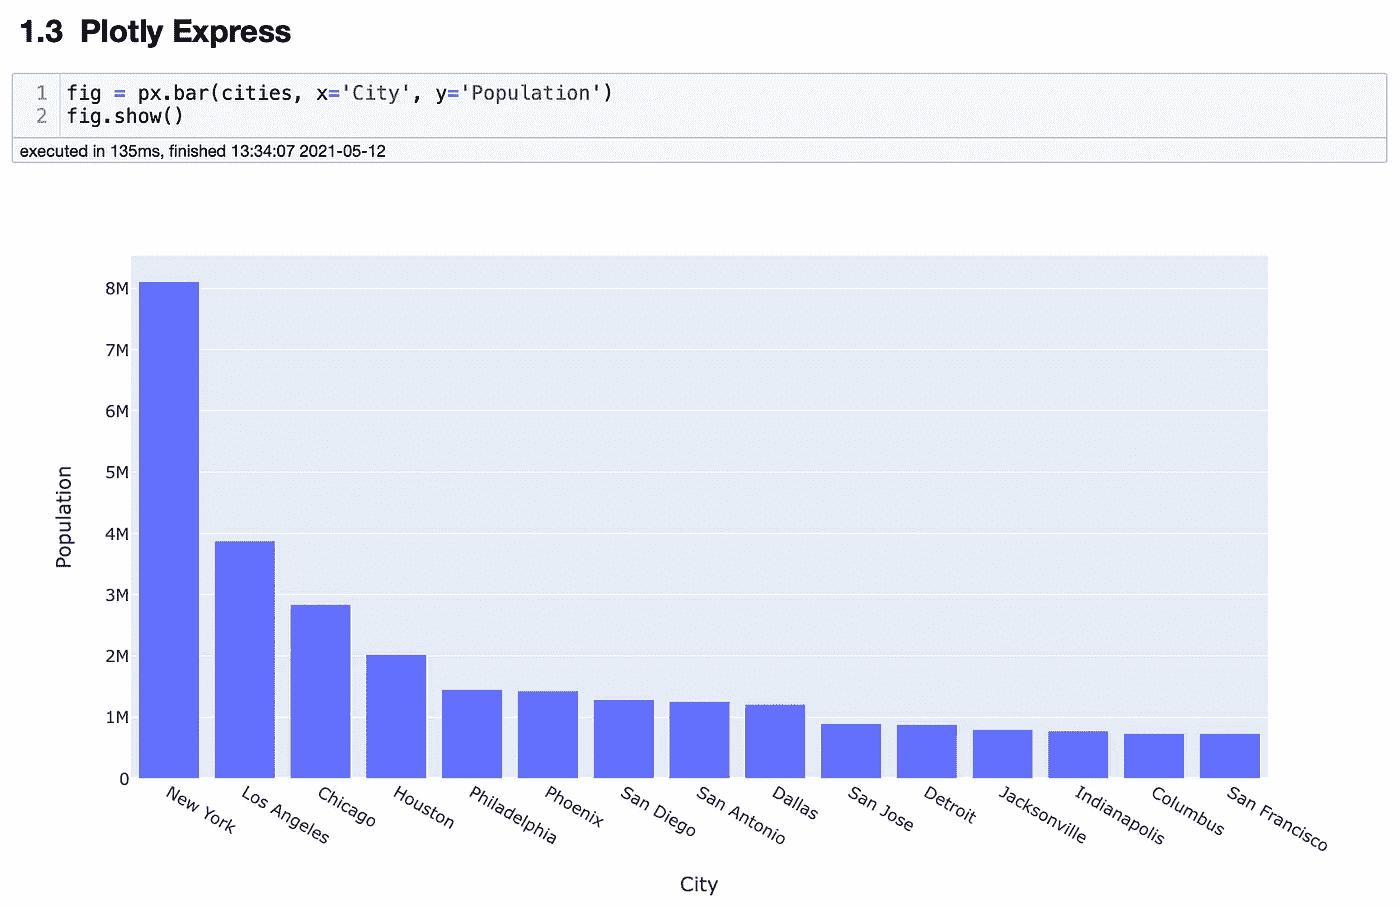 1.3 Plotly Express
1 fig = px.bar(cities, x='City', y='Population')
2 fig.show()
executed in 135ms, finished 13:34:07 2021-05-12
8M
7M
6M
5M
4M
3M
2M
1M
0
Population
New York
Los Angeles
Chicago
Houston
Philadelphia
Phoenix
San Diego
San Antonio
Dallas
San Jose
Detroit
Jacksonville
Indianapolis
Columbus
San Francisco
City